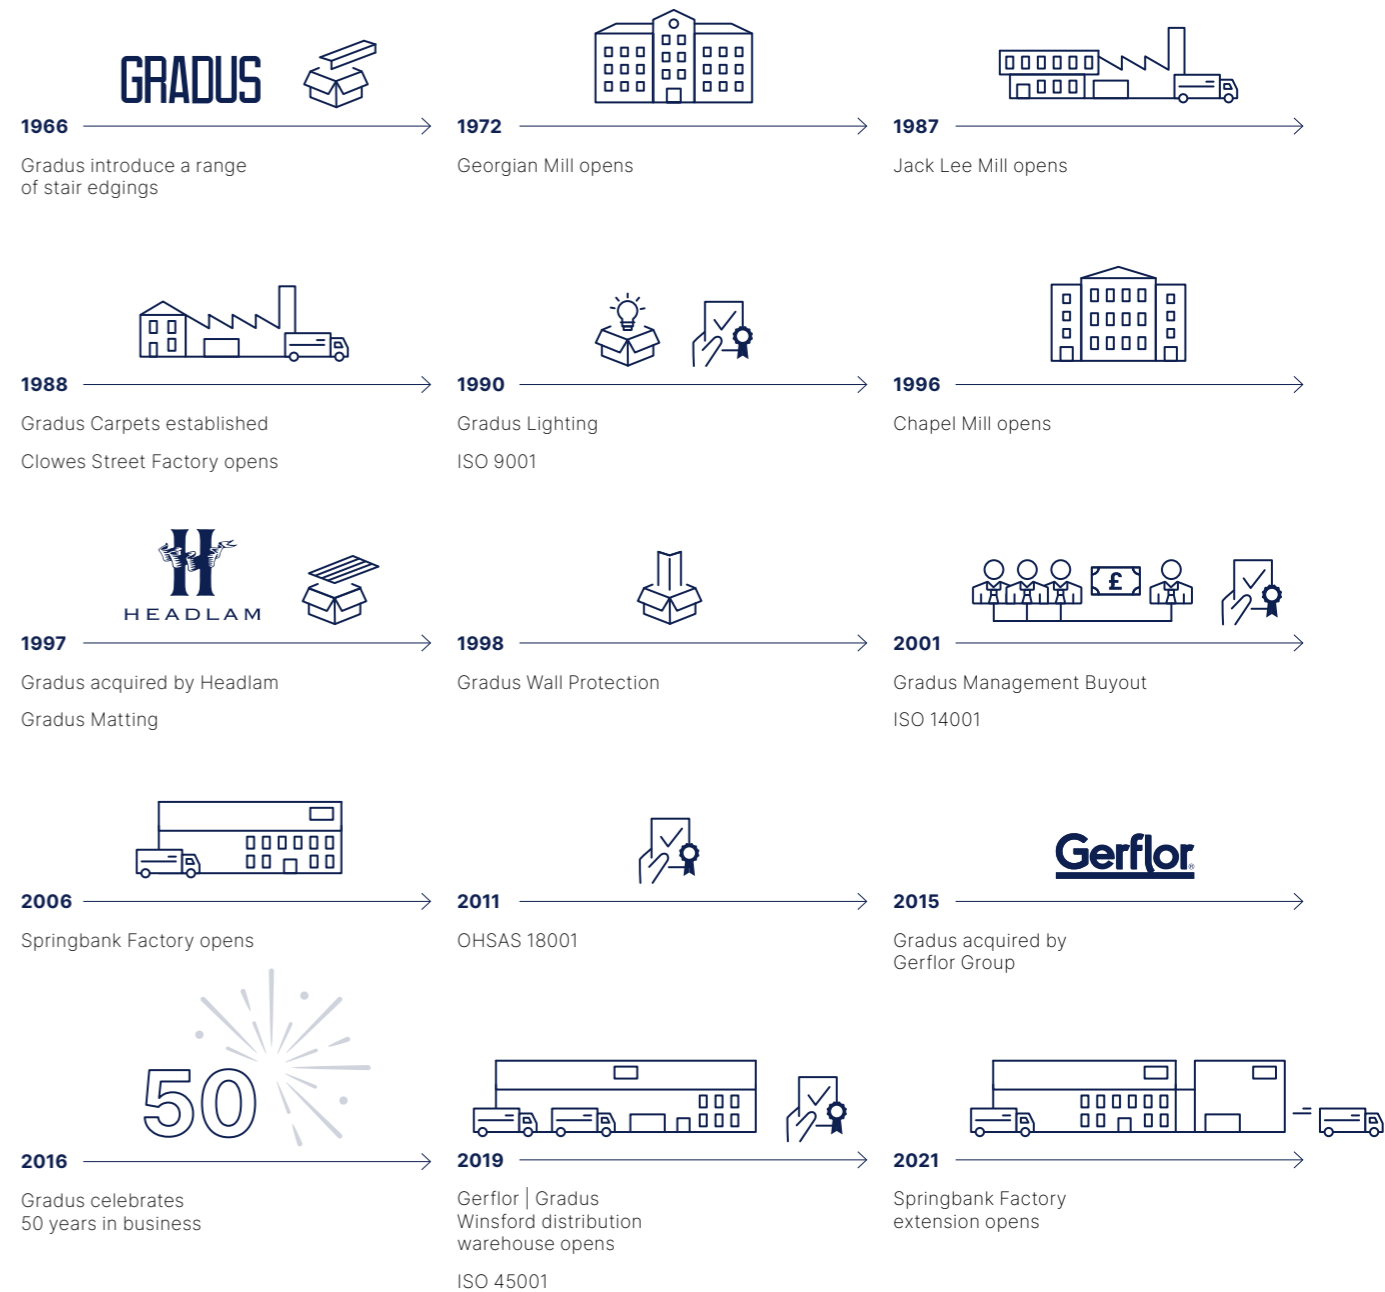 GRADUS
1966
Gradus introduce a range
of stair edgings
1972
Georgian Mill opens
1987
Jack Lee Mill opens
1988
Gradus Carpets established
Clowes Street Factory opens
1990
Gradus Lighting
ISO 9001
1996
Chapel Mill opens
H
HEADLAM
1997
Gradus acquired by Headlam
Gradus Matting
1998
Gradus Wall Protection
£
2001
Gradus Management Buyout
ISO 14001
2006
Springbank Factory opens
2011
OHSAS 18001
Gerflor®
2015
Gradus acquired by
Gerflor Group
50
2016
Gradus celebrates
50 years in business
2019
Gerflor | Gradus
Winsford distribution
warehouse opens
ISO 45001
2021
Springbank Factory
extension opens